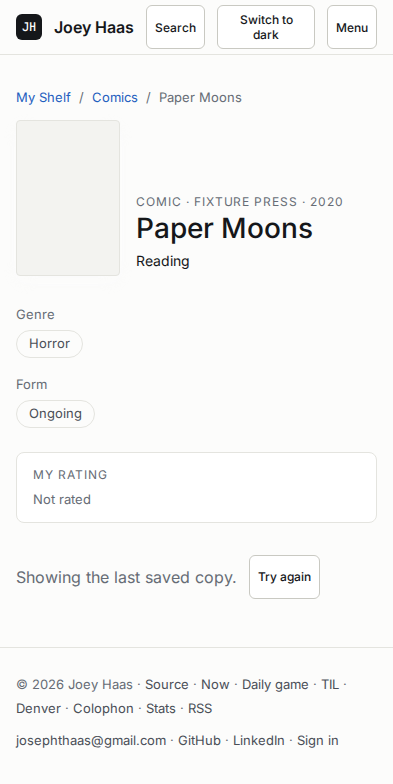 JH Joey Haas Search Switch to dark Menu
My Shelf / Comics / Paper Moons
COMIC · FIXTURE PRESS · 2020
Paper Moons
Reading
Genre
Horror
Form
Ongoing
MY RATING
Not rated
Showing the last saved copy. Try again
© 2026 Joey Haas · Source · Now · Daily game · TIL ·
Denver · Colophon · Stats · RSS
josephthaas@gmail.com · GitHub · LinkedIn · Sign in